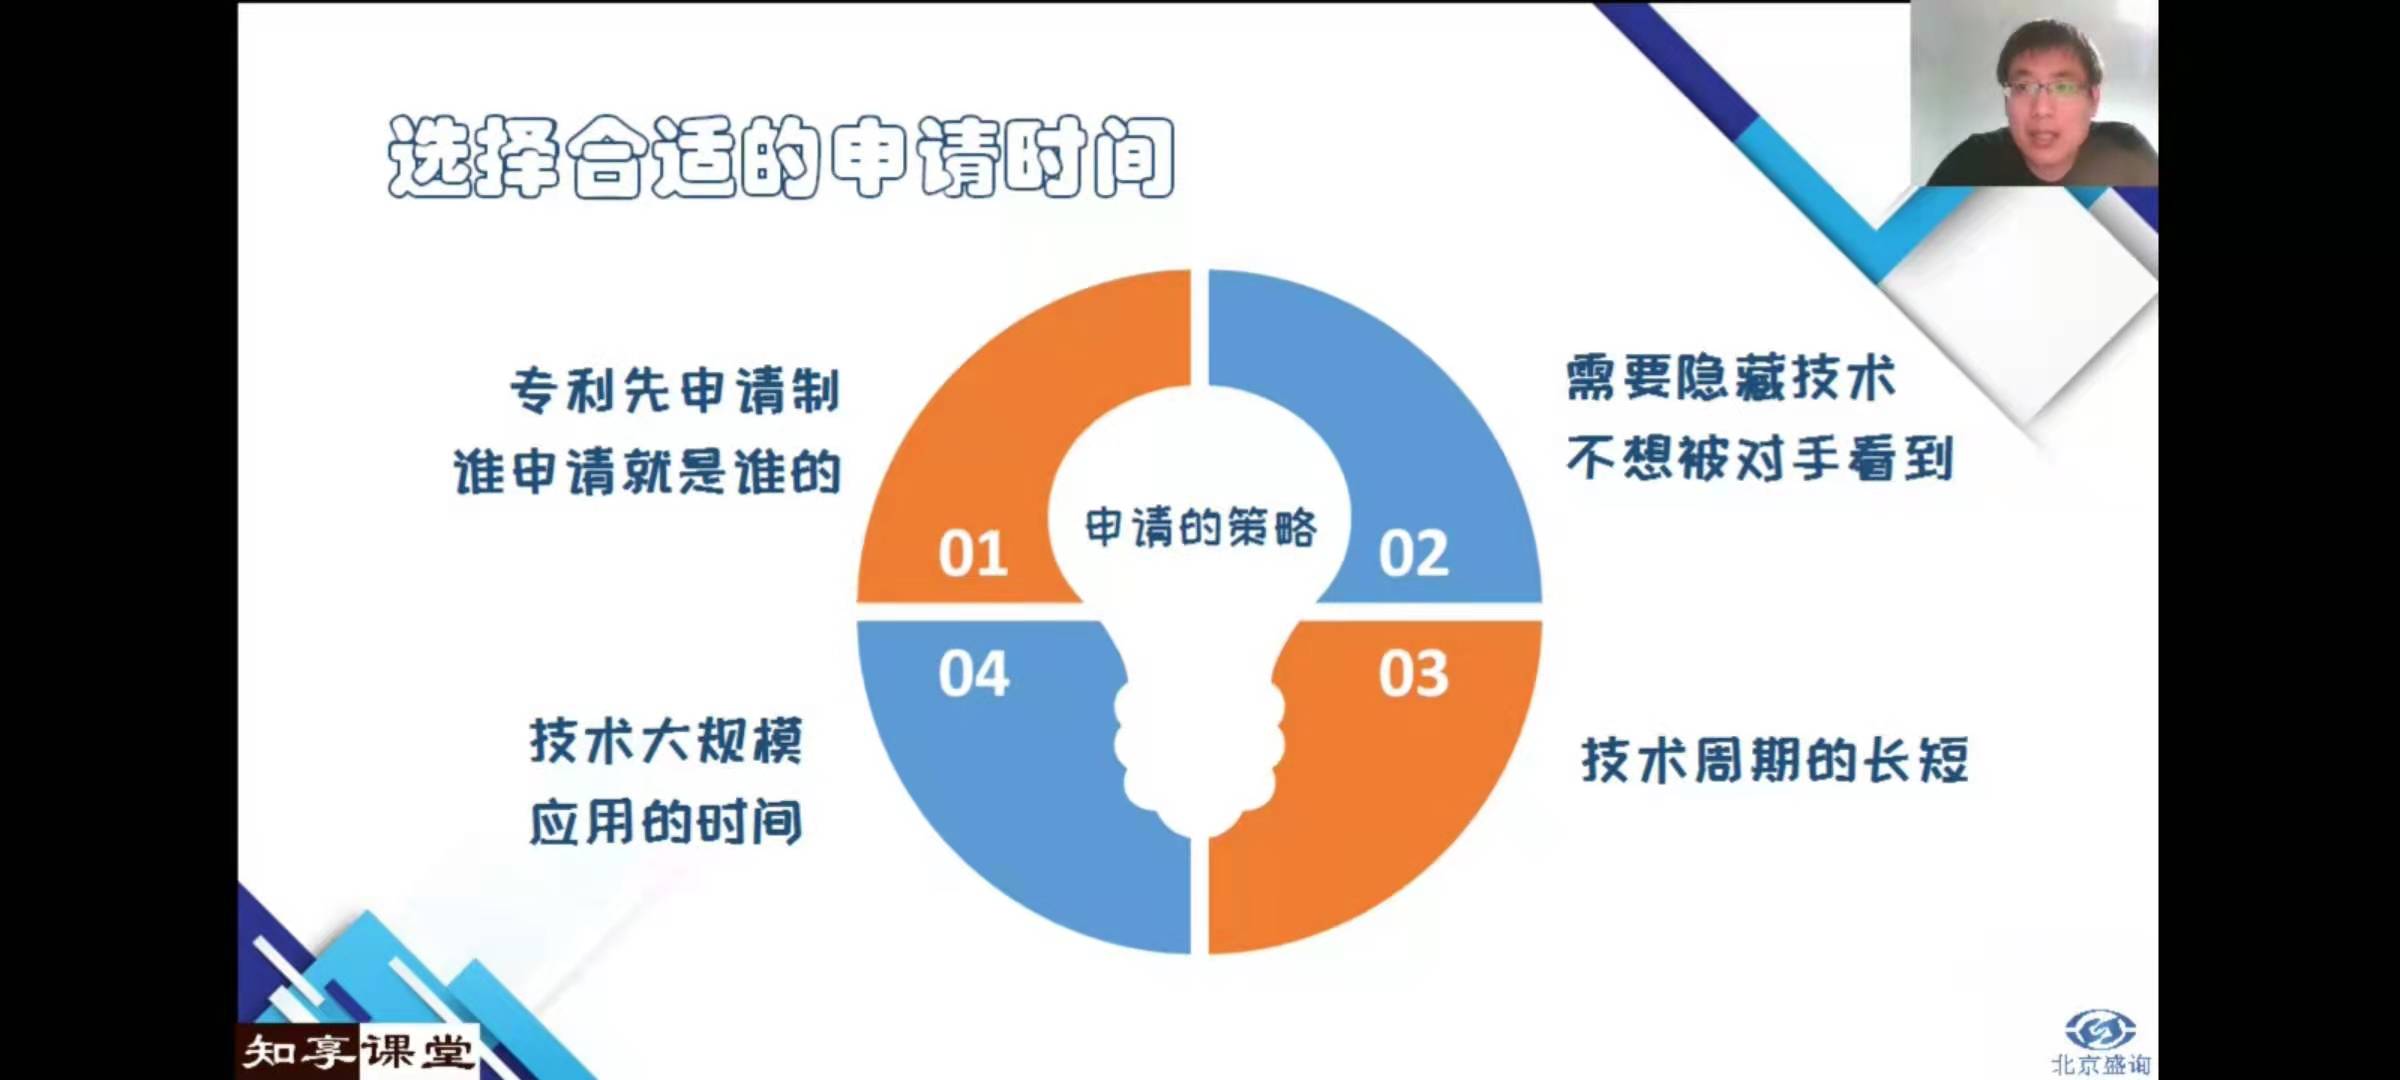 选择合适的申请时间
专利先申请制
谁申请就是谁的
01
需要隐藏技术
不想被对手看到
02
申请的策略
03
技术周期的长短
04
技术大规模
应用的时间
知享课堂
北京盛询